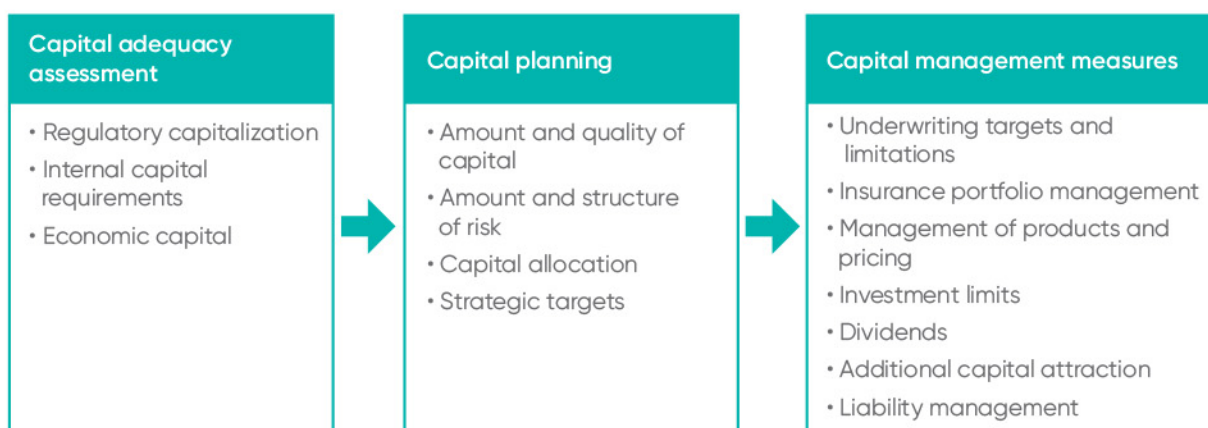 Capital adequacy
assessment
• Regulatory capitalization
• Internal capital
requirements
• Economic capital
Capital planning
• Amount and quality of
capital
• Amount and structure
of risk
• Capital allocation
• Strategic targets
Capital management measures
• Underwriting targets and
limitations
• Insurance portfolio management
• Management of products and
pricing
• Investment limits
• Dividends
• Additional capital attraction
• Liability management